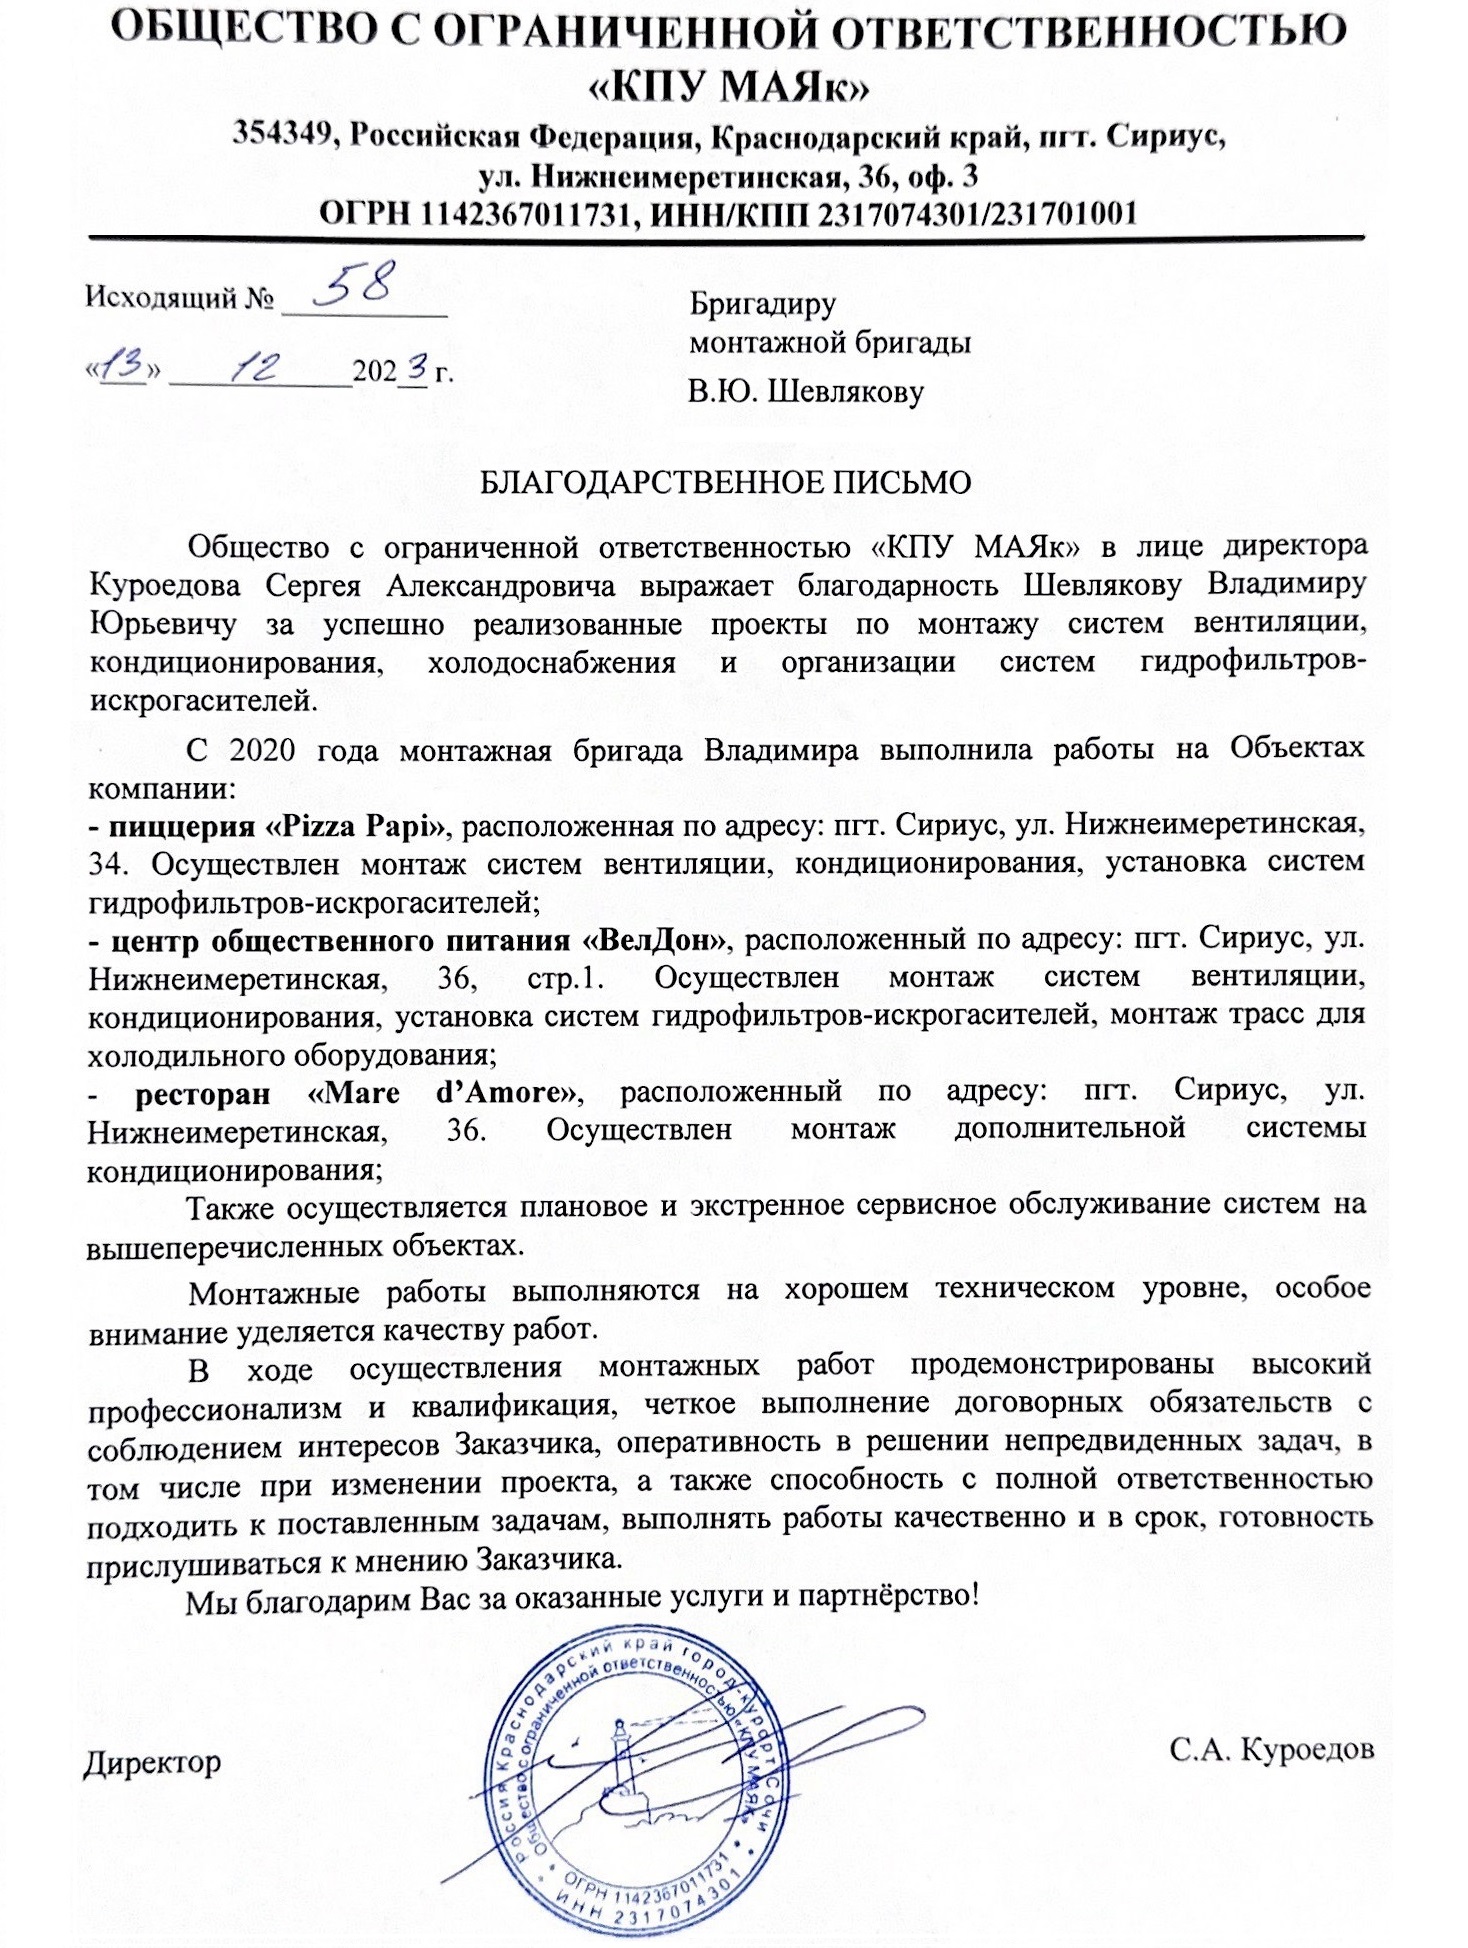 ОБЩЕСТВО С ОГРАНИЧЕННОЙ ОТВЕТСТВЕННОСТЬЮ
«КПУ МАЯк»
354349, Российская Федерация, Краснодарский край, пгт. Сириус,
ул. Нижнеимеретинская, 36, оф. 3
ОГРН 1142367011731, ИНН/КПП 2317074301/231701001
Исходящий № 58
«13» 12 2023 г.
Бригадиру
монтажной бригады
В.Ю. Шевлякову
БЛАГОДАРСТВЕННОЕ ПИСЬМО
Общество с ограниченной ответственностью «КПУ МАЯк» в лице директора
Куроедова Сергея Александровича выражает благодарность Шевлякову Владимиру
Юрьевичу за успешно реализованные проекты по монтажу систем вентиляции,
кондиционирования, холодоснабжения и организации систем гидрофильтров-
искрогасителей.
С 2020 года монтажная бригада Владимира выполнила работы на Объектах
компании:
- пиццерия «Pizza Papi», расположенная по адресу: пгт. Сириус, ул. Нижнеимеретинская,
34. Осуществлен монтаж систем вентиляции, кондиционирования, установка систем
гидрофильтров-искрогасителей;
- центр общественного питания «ВелДон», расположенный по адресу: пгт. Сириус, ул.
Нижнеимеретинская, 36, стр.1. Осуществлен монтаж систем вентиляции,
кондиционирования, установка систем гидрофильтров-искрогасителей, монтаж трасс для
холодильного оборудования;
- ресторан «Mare d’Amore», расположенный по адресу: пгт. Сириус, ул.
Нижнеимеретинская, 36. Осуществлен монтаж дополнительной системы
кондиционирования;
Также осуществляется плановое и экстренное сервисное обслуживание систем на
вышеперечисленных объектах.
Монтажные работы выполняются на хорошем техническом уровне, особое
внимание уделяется качеству работ.
В ходе осуществления монтажных работ продемонстрированы высокий
профессионализм и квалификация, четкое выполнение договорных обязательств с
соблюдением интересов Заказчика, оперативность в решении непредвиденных задач, в
том числе при изменении проекта, а также способность с полной ответственностью
подходить к поставленным задачам, выполнять работы качественно и в срок, готовность
прислушиваться к мнению Заказчика.
Мы благодарим Вас за оказанные услуги и партнёрство!
Директор
С.А. Куроедов
Россия Краснодарский край город-курорт Сочи
Общество с ограниченной ответственностью «КПУ МАЯк»
ОГРН 1142367011731
ИНН 2317074301